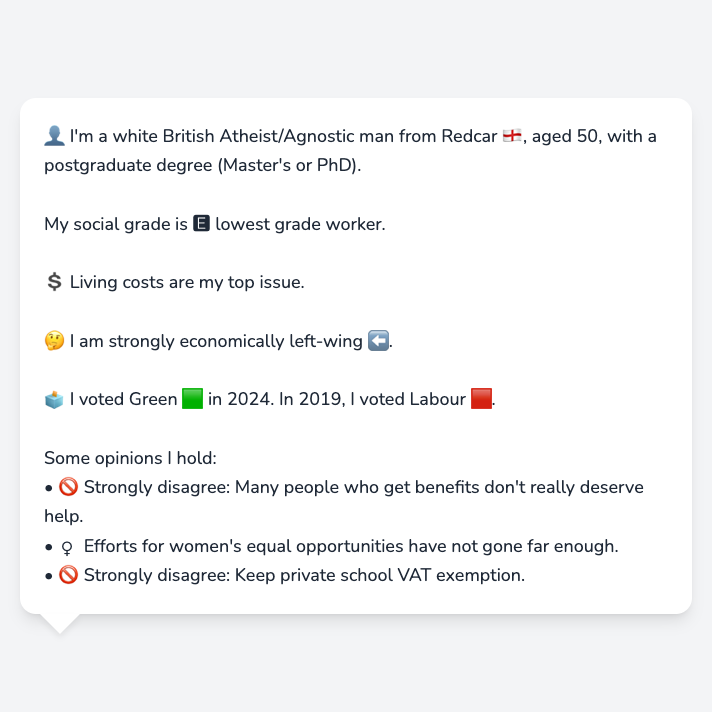 👤 I'm a white British Atheist/Agnostic man from Redcar 🏴󠁧󠁢󠁥󠁮󠁧󠁿, aged 50, with a
postgraduate degree (Master's or PhD).
My social grade is 🅴 lowest grade worker.
💲 Living costs are my top issue.
🤔 I am strongly economically left-wing ⬅️.
🗳️ I voted Green 🟩 in 2024. In 2019, I voted Labour 🟥.
Some opinions I hold:
• 🚫 Strongly disagree: Many people who get benefits don't really deserve
help.
• ♀ Efforts for women's equal opportunities have not gone far enough.
• 🚫 Strongly disagree: Keep private school VAT exemption.